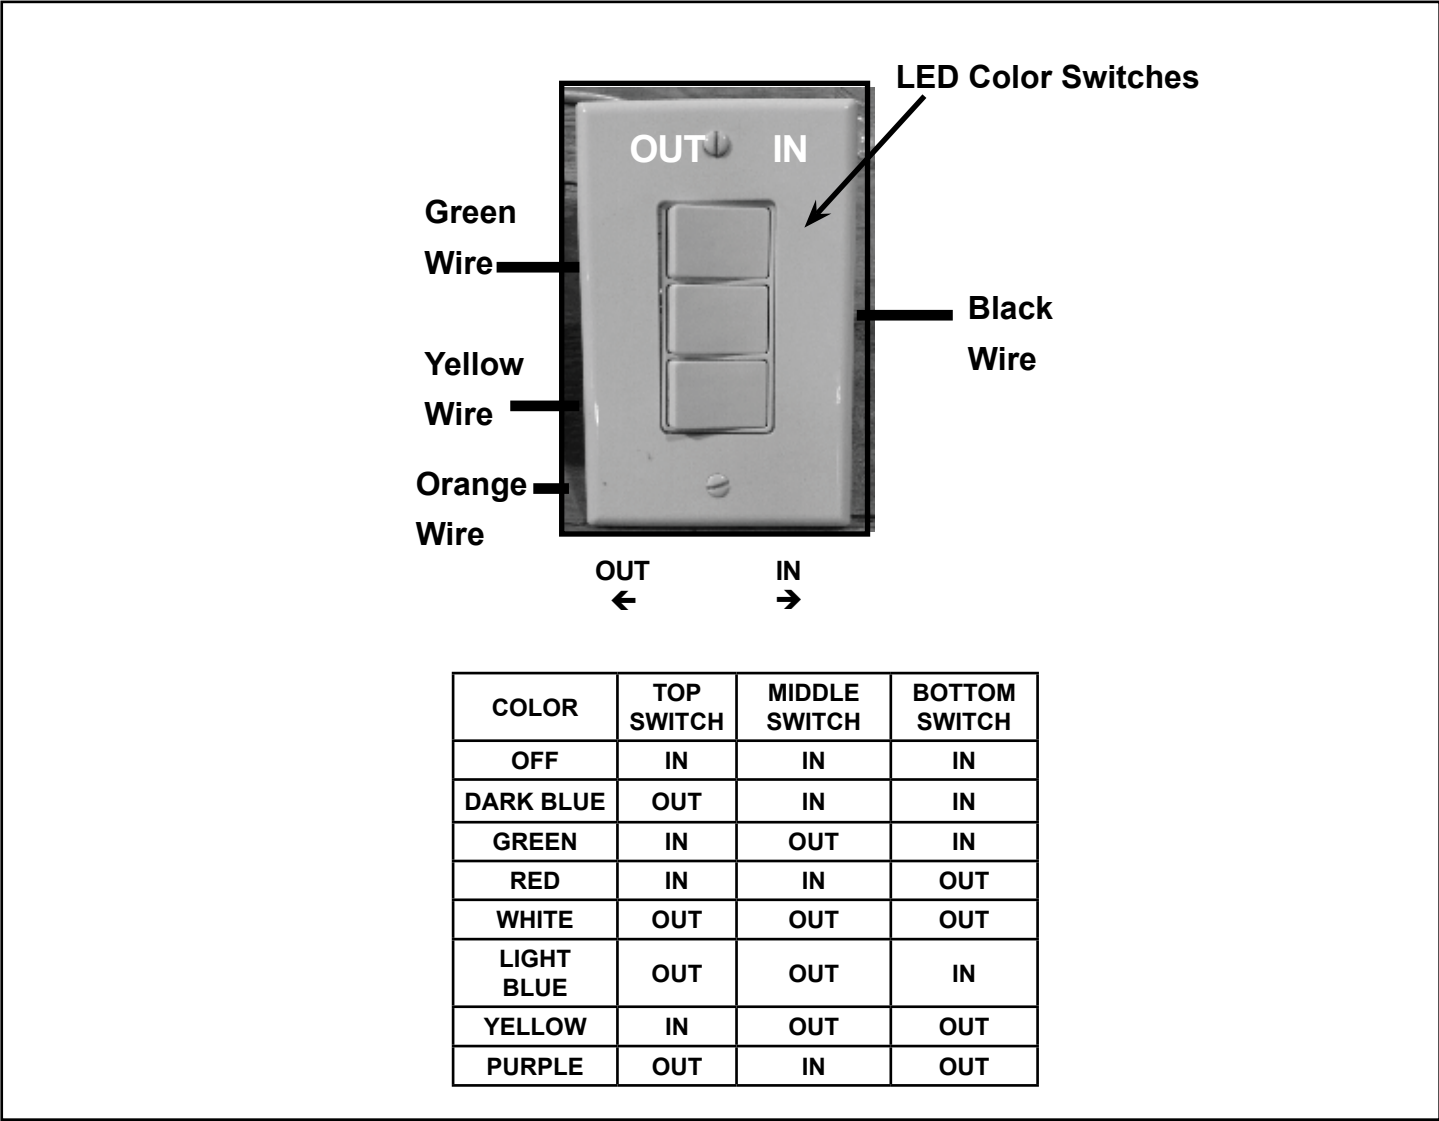 LED Color Switches
OUT IN
Green
Wire
Black
Wire
Yellow
Wire
Orange
Wire
OUT IN
← →
COLOR TOP SWITCH MIDDLE SWITCH BOTTOM SWITCH
OFF IN IN IN
DARK BLUE OUT IN IN
GREEN IN OUT IN
RED IN IN OUT
WHITE OUT OUT OUT
LIGHT BLUE OUT OUT IN
YELLOW IN OUT OUT
PURPLE OUT IN OUT